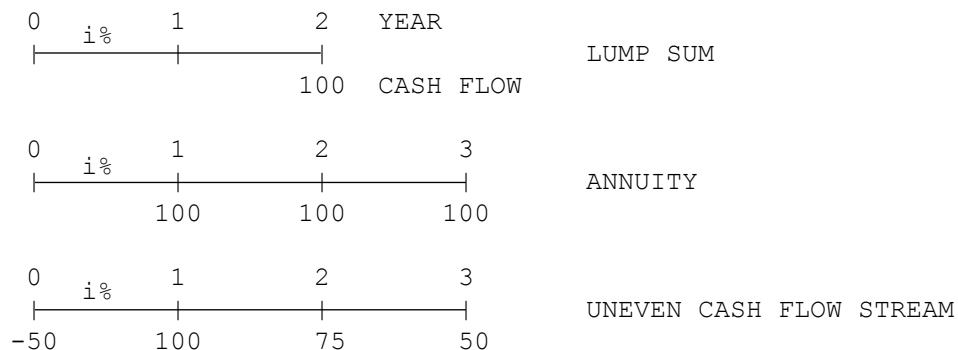 0 i% 1 2 YEAR
LUMP SUM
100 CASH FLOW
0 i% 1 2 3
ANNUITY
100 100 100
0 i% 1 2 3
UNEVEN CASH FLOW STREAM
-50 100 75 50